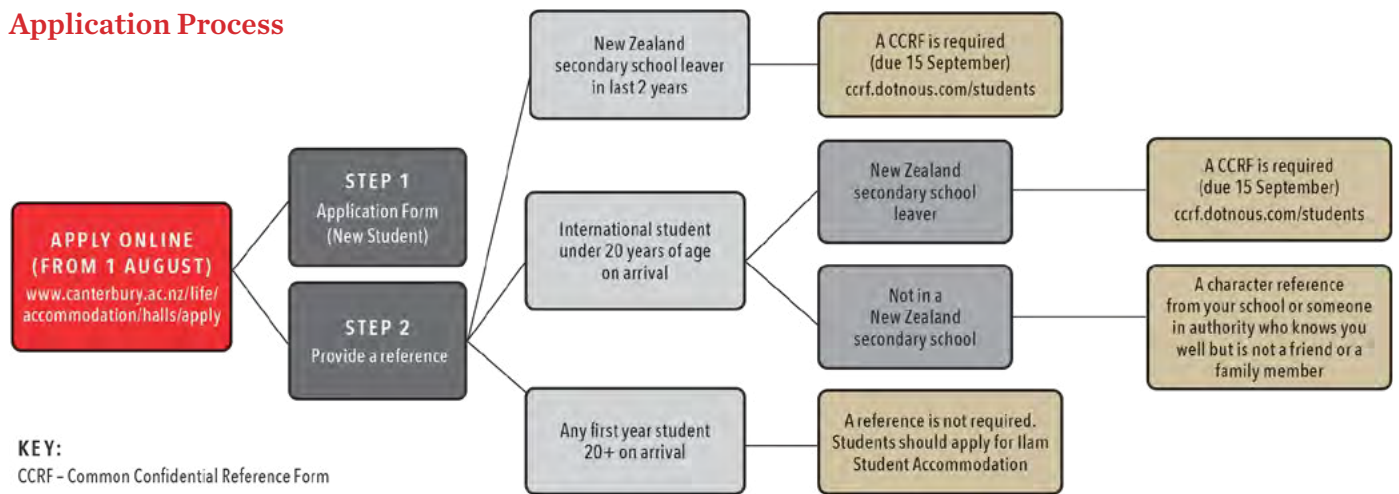 Application Process
APPLY ONLINE
(FROM 1 AUGUST)
www.canterbury.ac.nz/life/
accommodation/halls/apply
STEP 1
Application Form
(New Student)
STEP 2
Provide a reference
New Zealand
secondary school leaver
in last 2 years
A CCRF is required
(due 15 September)
ccrf.dotnous.com/students
International student
under 20 years of age
on arrival
New Zealand
secondary school
leaver
A CCRF is required
(due 15 September)
ccrf.dotnous.com/students
Not in a
New Zealand
secondary school
A character reference
from your school or someone
in authority who knows you
well but is not a friend or a
family member
Any first year student
20+ on arrival
A reference is not required.
Students should apply for Ilam
Student Accommodation
KEY:
CCRF – Common Confidential Reference Form